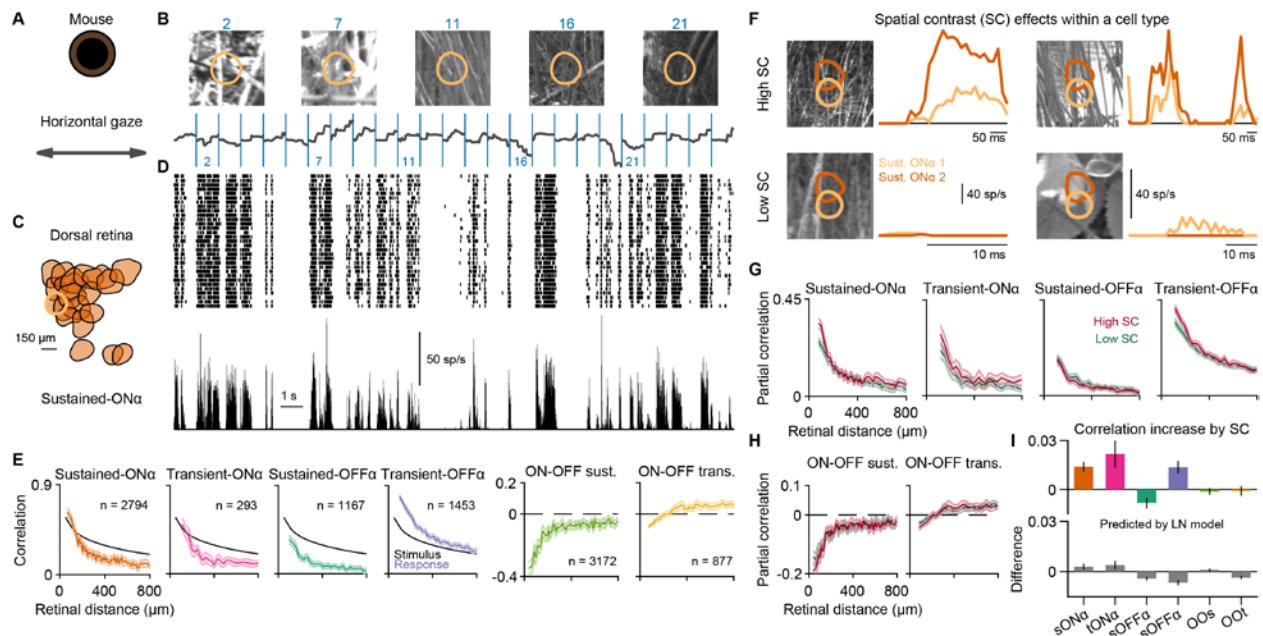 A
Mouse
Horizontal gaze
B
2
7
11
16
21
2
7
11
16
21
C
Dorsal retina
150 µm
Sustained-ONα
D
50 sp/s
1 s
E
Sustained-ONα
Transient-ONα
Sustained-OFFα
Transient-OFFα
ON-OFF sust.
ON-OFF trans.
Correlation
0.9
0
n = 2794
n = 293
n = 1167
n = 1453
Stimulus
Response
0.2
0
-0.4
n = 3172
n = 877
0
400
800
Retinal distance (µm)
F
Spatial contrast (SC) effects within a cell type
High SC
50 ms
50 ms
Low SC
Sust. ONα 1
Sust. ONα 2
40 sp/s
40 sp/s
10 ms
10 ms
G
Sustained-ONα
Transient-ONα
Sustained-OFFα
Transient-OFFα
Partial correlation
0.45
0
High SC
Low SC
0
400
800
Retinal distance (µm)
H
ON-OFF sust.
ON-OFF trans.
Partial correlation
0.1
0
-0.2
0
400
800
Retinal distance (µm)
I
Correlation increase by SC
0.03
0
Predicted by LN model
0.03
0
Difference
sONα
tONα
sOFFα
sOFFα
OOs
OOt